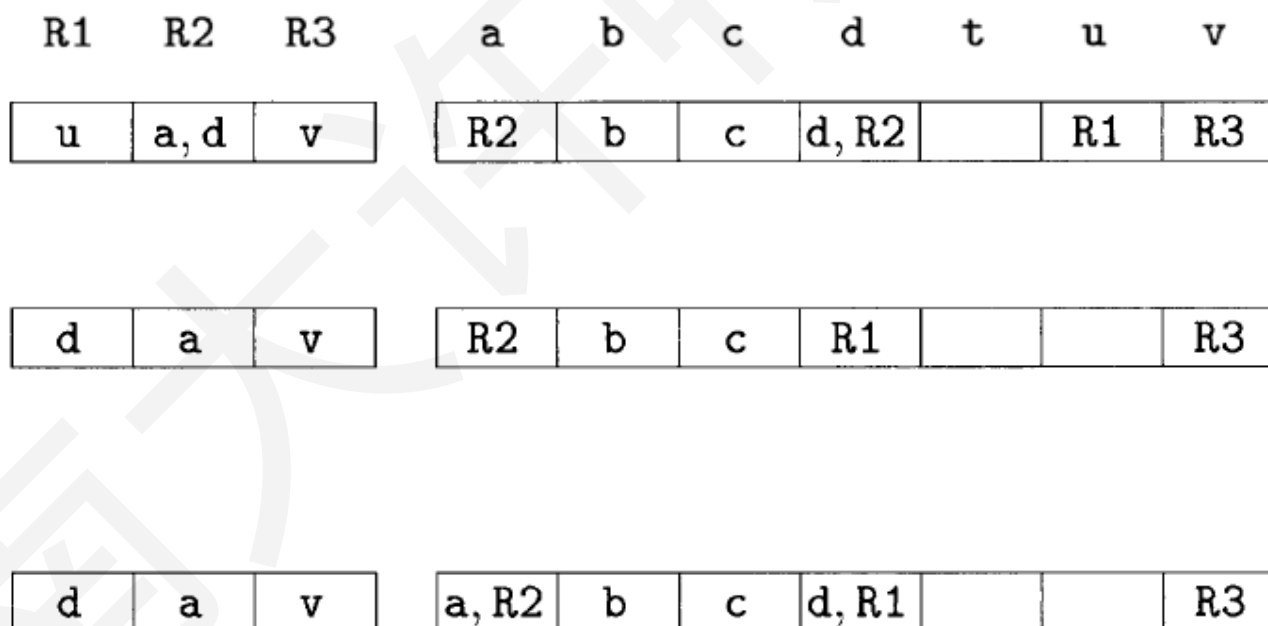 R1 R2 R3 a b c d t u v
u a, d v R2 b c d, R2 R1 R3
d a v R2 b c R1 R3
d a v a, R2 b c d, R1 R3